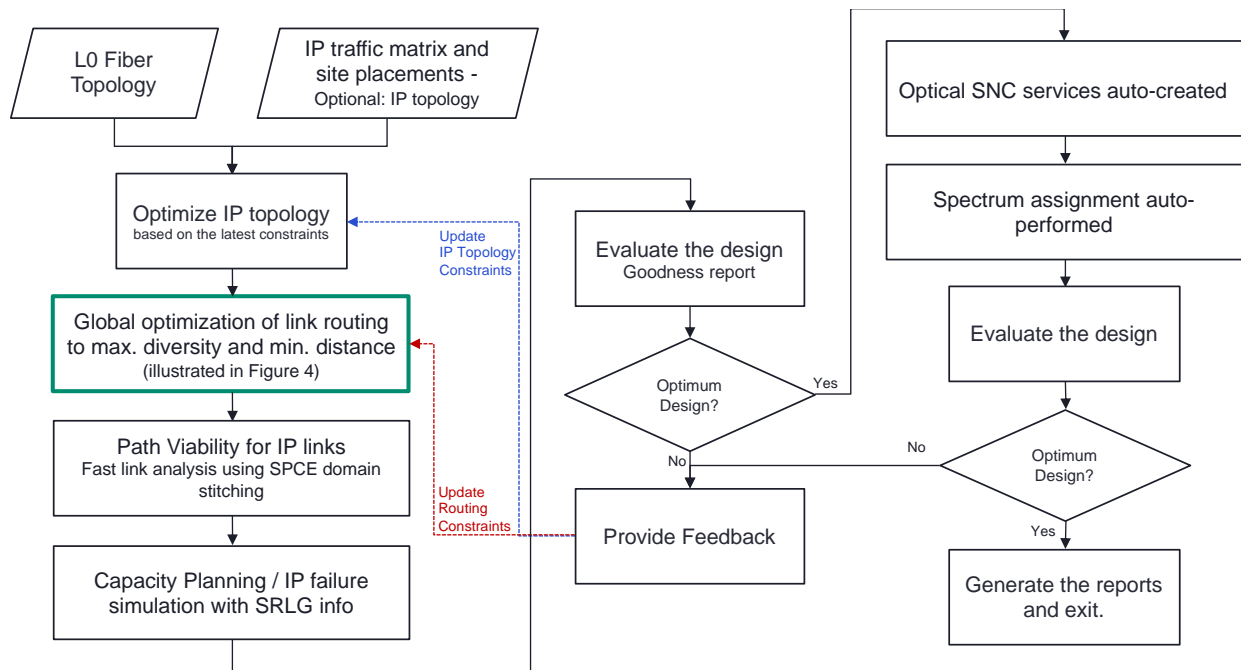 L0 Fiber
Topology
IP traffic matrix and
site placements -
Optional: IP topology
Optimize IP topology
based on the latest constraints
Global optimization of link routing
to max. diversity and min. distance
(illustrated in Figure 4)
Path Viability for IP links
Fast link analysis using SPCE domain
stitching
Capacity Planning / IP failure
simulation with SRLG info
Update
IP Topology
Constraints
Update
Routing
Constraints
Evaluate the design
Goodness report
Optimum
Design?
Yes
No
Provide Feedback
Optical SNC services auto-created
Spectrum assignment auto-
performed
Evaluate the design
Optimum
Design?
No
Yes
Generate the reports
and exit.